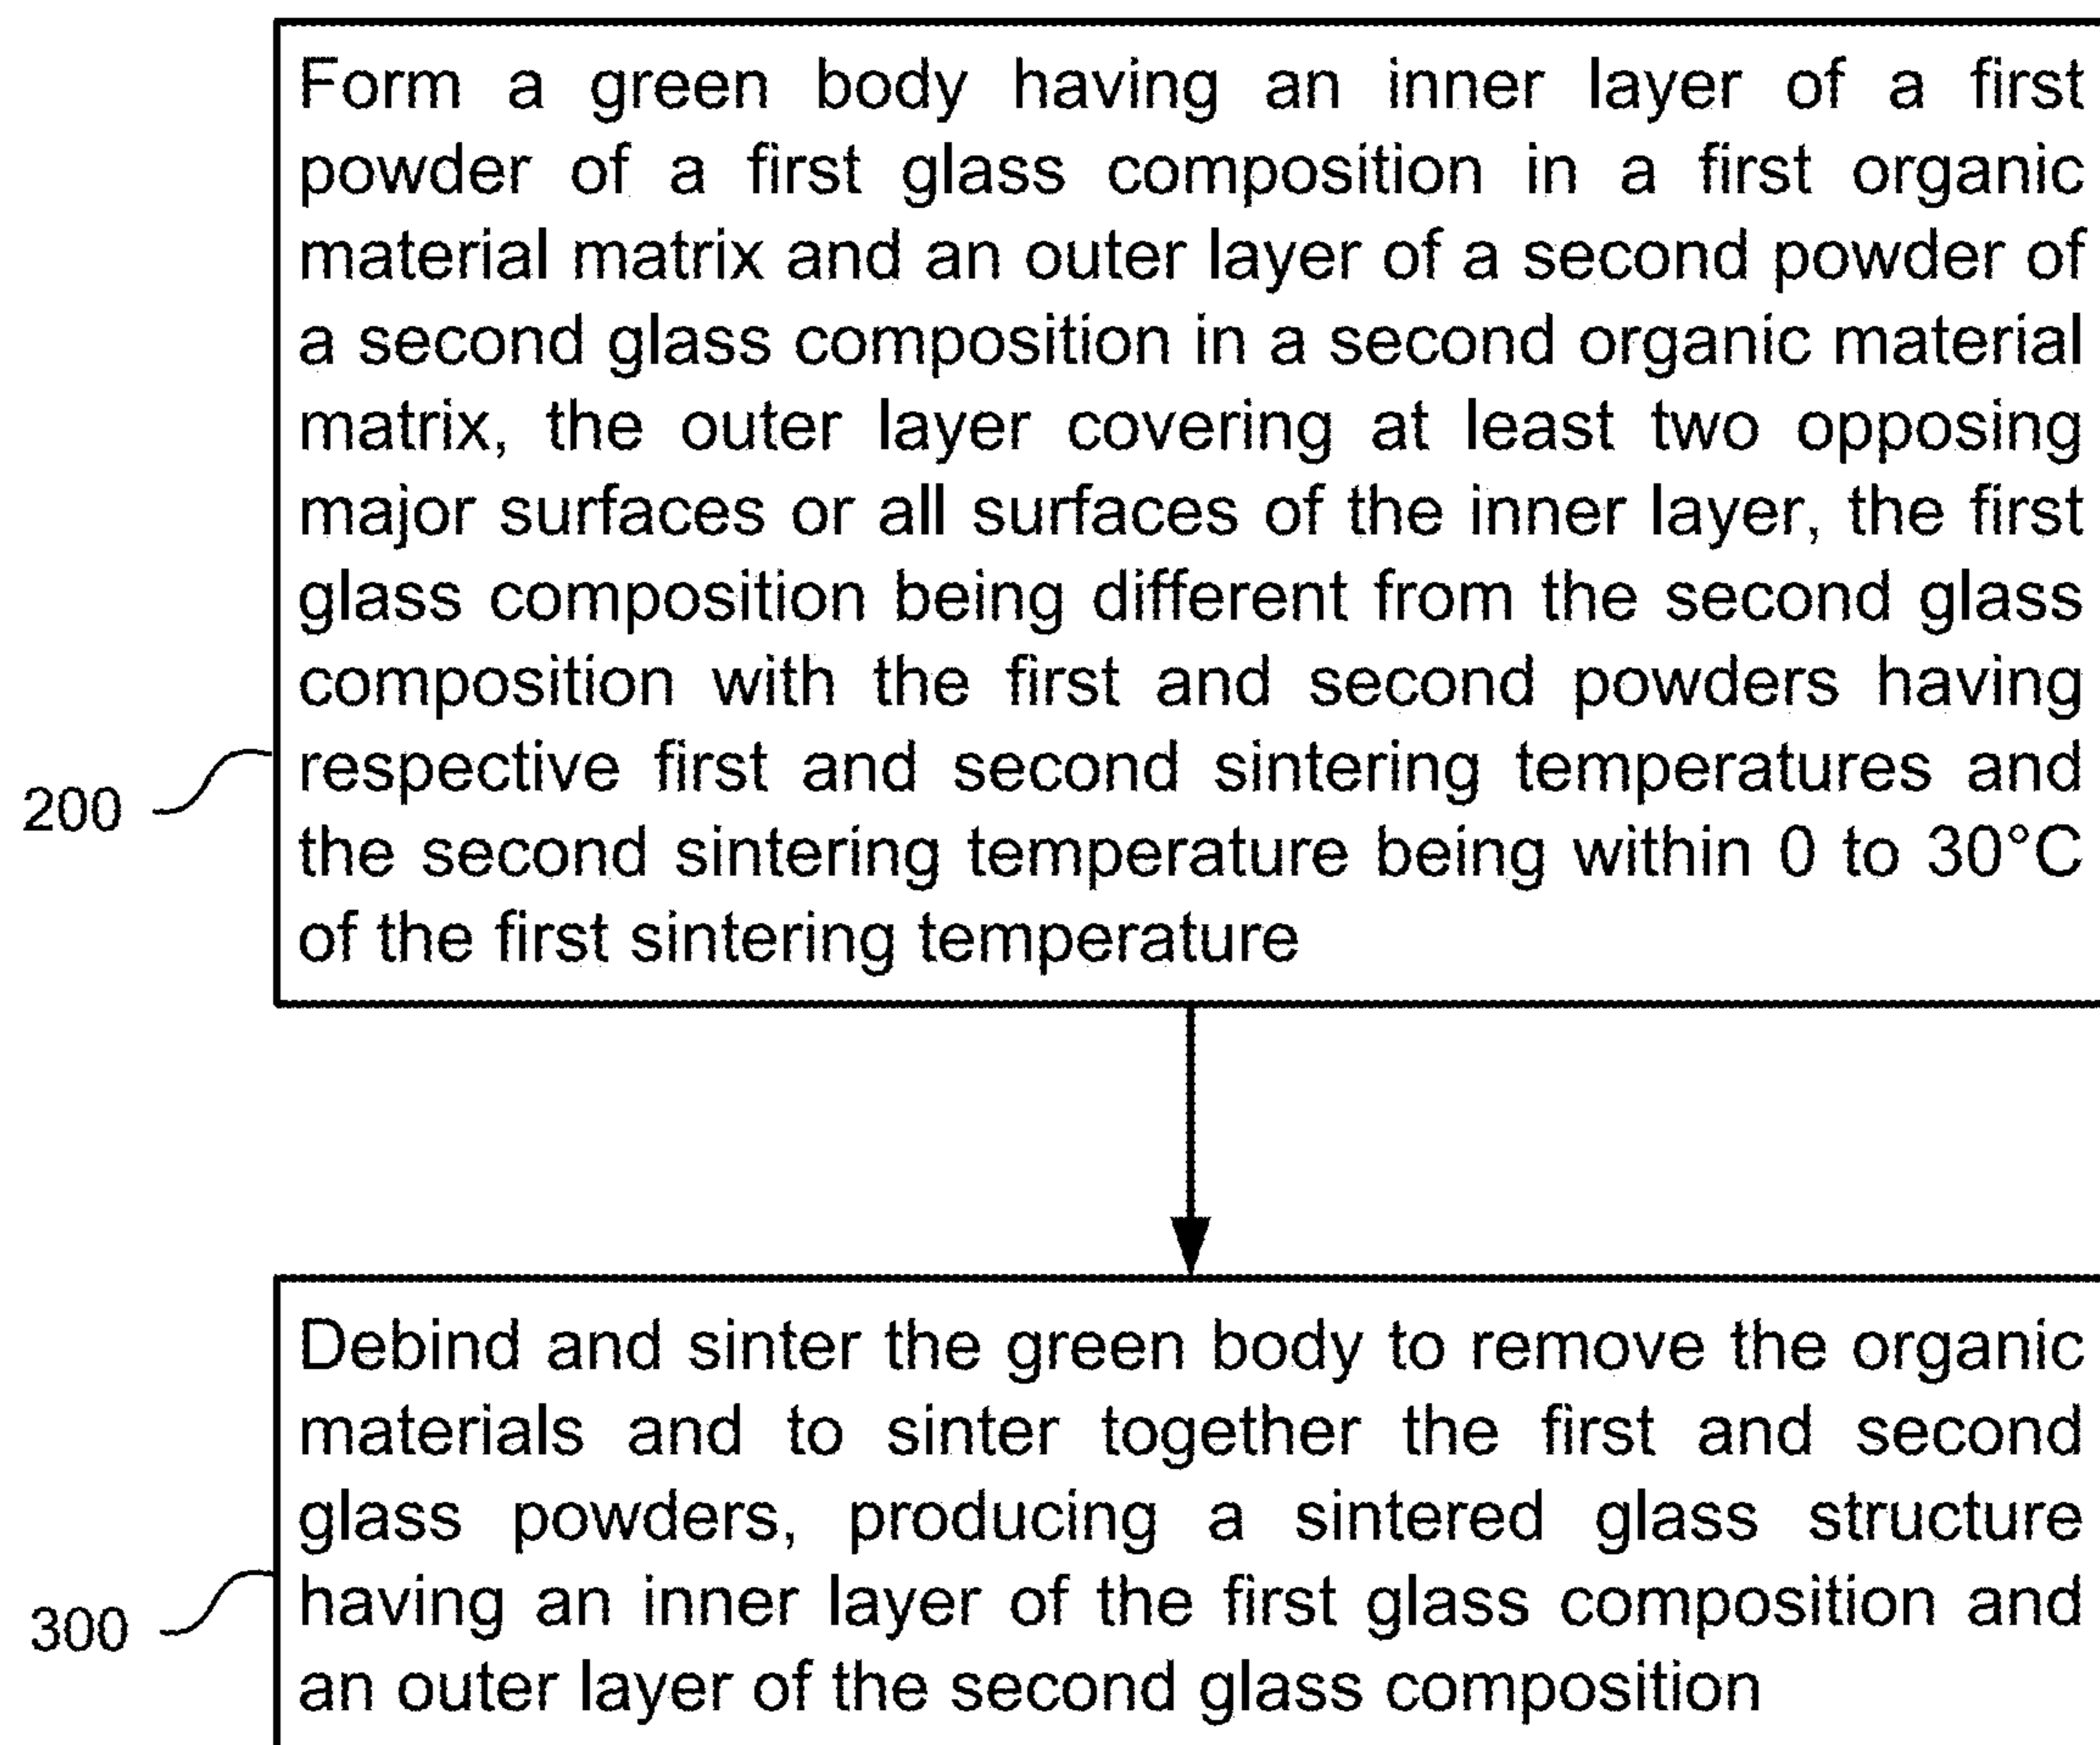 Form a green body having an inner layer of a first
powder of a first glass composition in a first organic
material matrix and an outer layer of a second powder of
a second glass composition in a second organic material
matrix, the outer layer covering at least two opposing
major surfaces or all surfaces of the inner layer, the first
glass composition being different from the second glass
composition with the first and second powders having
respective first and second sintering temperatures and
200
the second sintering temperature being within 0 to 30°C
of the first sintering temperature
Debind and sinter the green body to remove the organic
materials and to sinter together the first and second
glass powders, producing a sintered glass structure
having an inner layer of the first glass composition and
300
an outer layer of the second glass composition